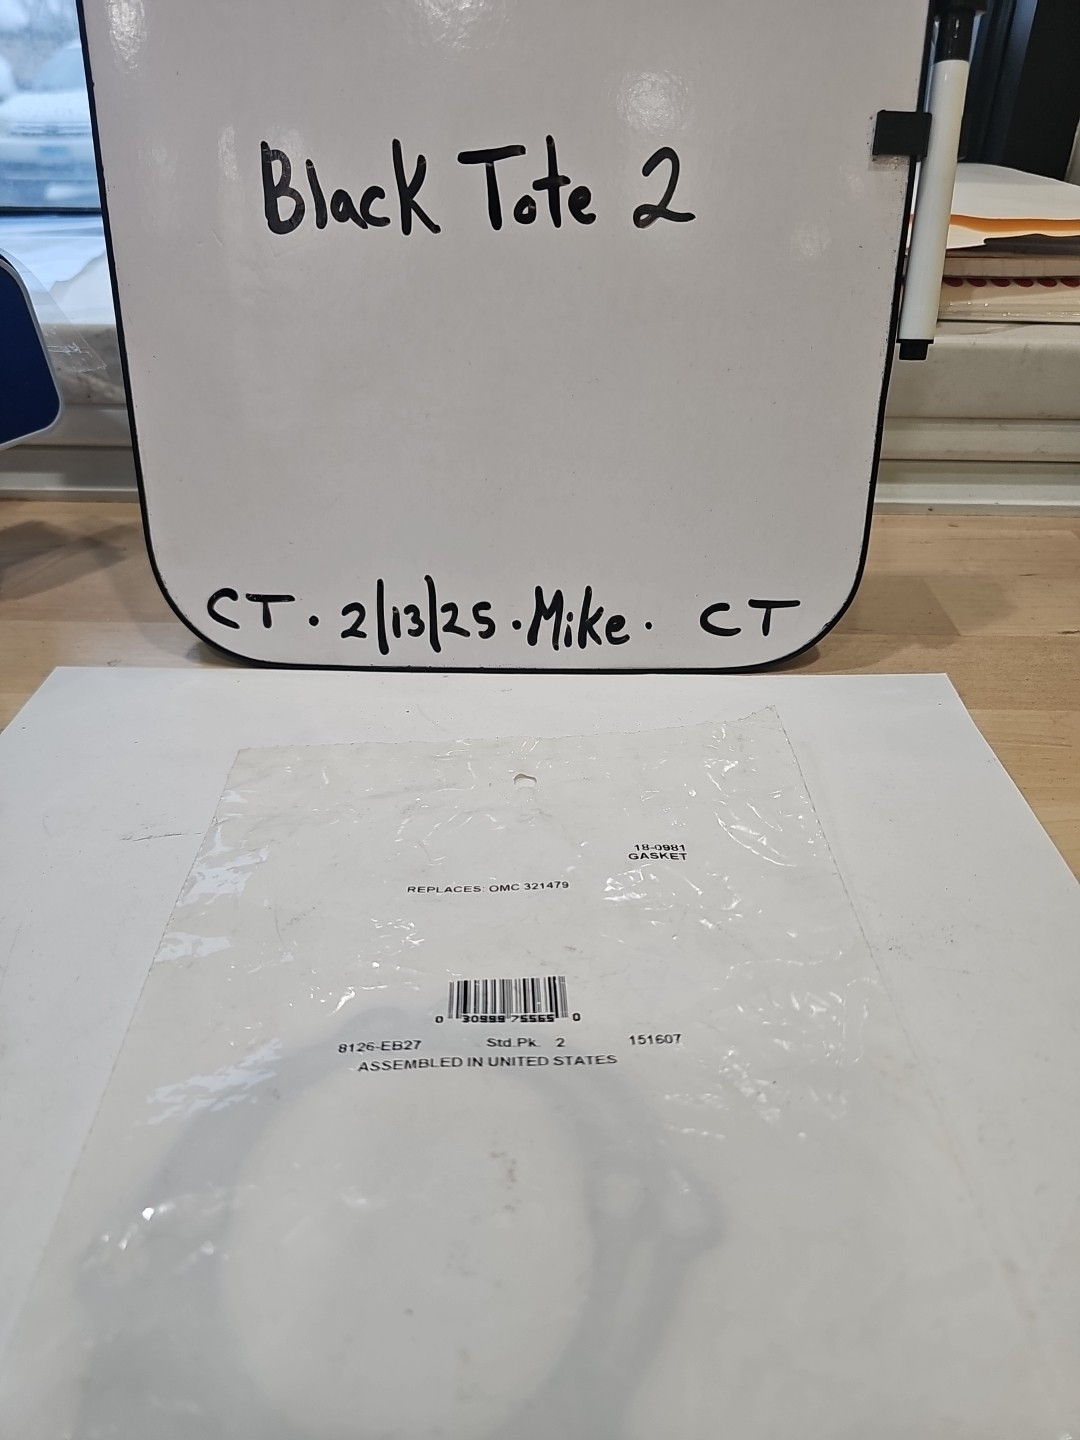 Black Tote 2
CT. 2/13/25 . Mike. CT
18-0981
GASKET
REPLACES: OMC 321479
0 30999 75565 0
8126-EB27 Std.Pk. 2 151607
ASSEMBLED IN UNITED STATES